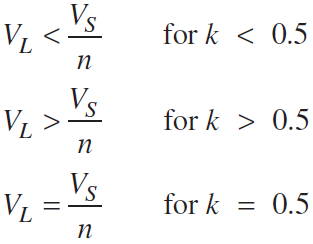 V_L < V_S/n for k < 0.5
V_L > V_S/n for k > 0.5
V_L = V_S/n for k = 0.5